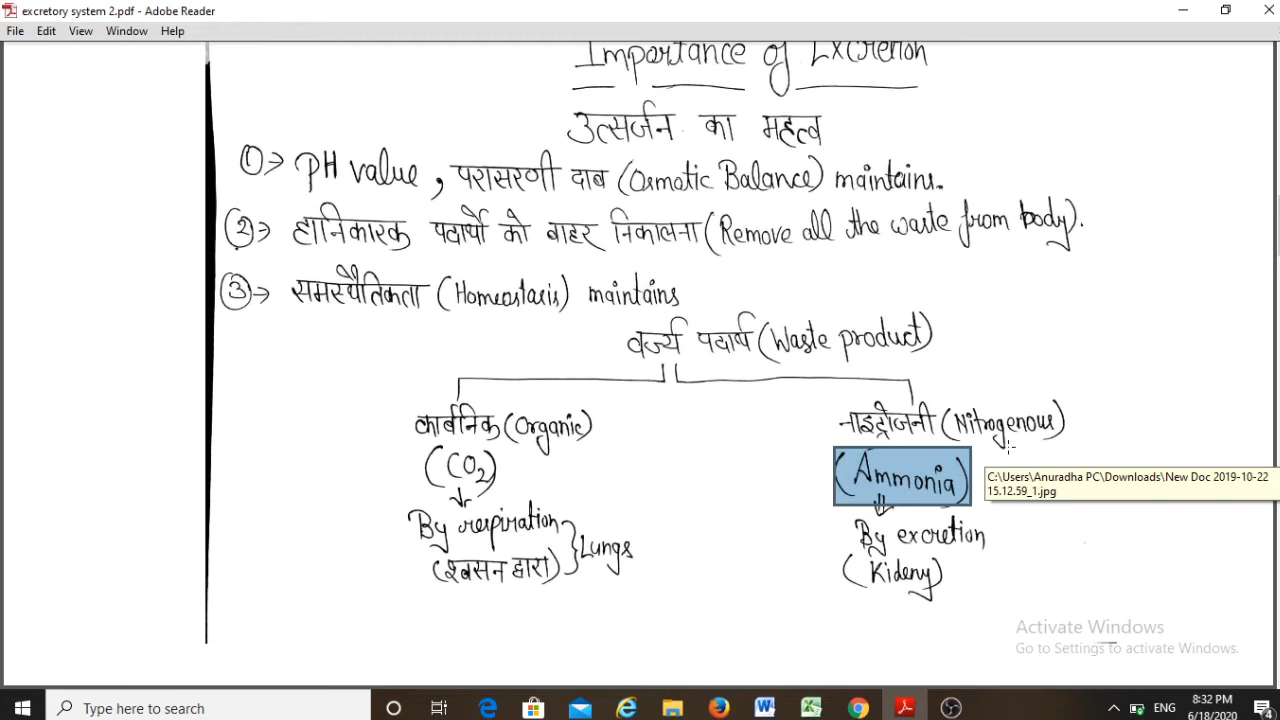 excretory system 2.pdf - Adobe Reader
File Edit View Window Help
Importance of Excretion
उत्सर्जन का महत्व
①⇒ PH value, परासरणी दाब (Osmotic Balance) maintains.
②⇒ हानिकारक पदार्थो को बाहर निकालना (Remove all the waste from body).
③⇒ समस्थैतिकता (Homeostasis) maintains
वर्ज्य पदार्थ (Waste product)
कार्बनिक (Organic)
(CO₂)
By respiration
(श्वसन द्वारा)
Lungs
नाइट्रोजनी (Nitrogenous)
(Ammonia)
By excretion
(Kideny)
C:\Users\Anuradha PC\Downloads\New Doc 2019-10-22
15.12.59_1.jpg
Activate Windows
Go to Settings to activate Windows.
Type here to search
ENG
8:32 PM
6/18/2020
4